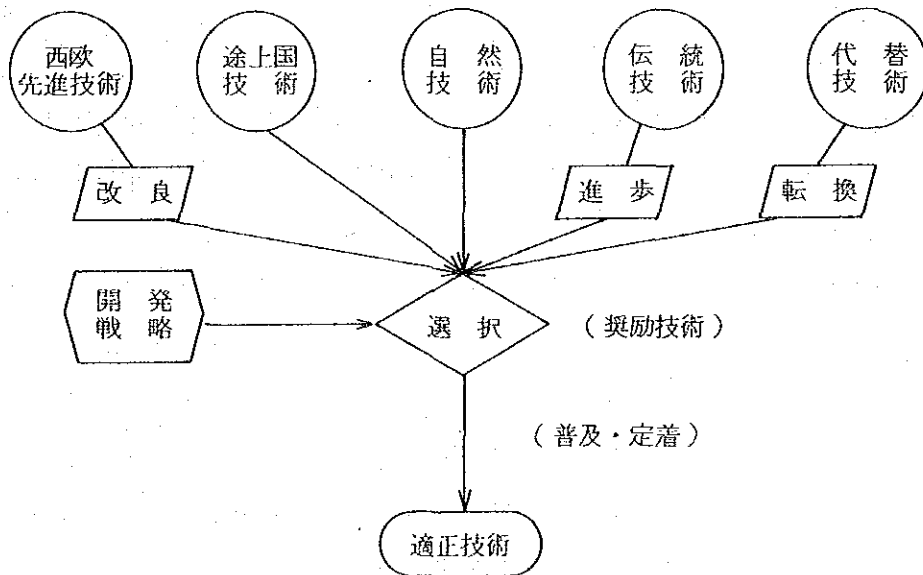 西欧
先進技術
途上国
技術
自然
技術
伝統
技術
代替
技術
改良
進歩
転換
開発
戦略
選択
(奨励技術)
(普及・定着)
適正技術